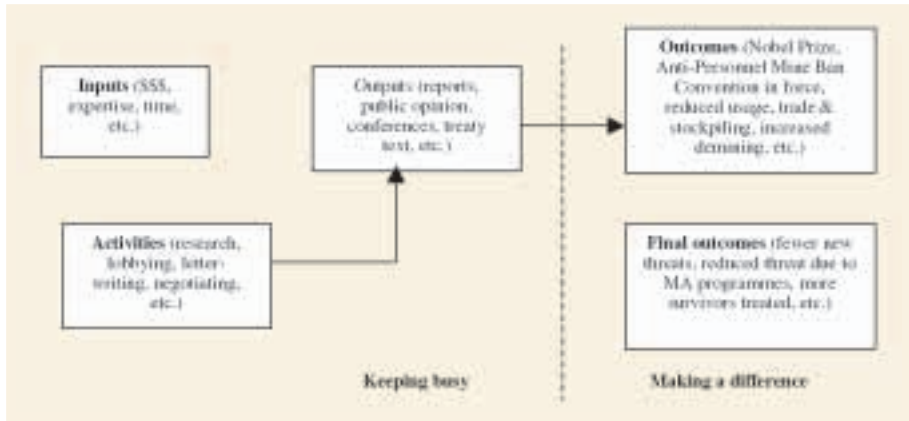 Inputs ($$$,
expertise, time,
etc.)
Outputs (reports,
public opinion,
conferences, treaty
text, etc.)
Outcomes (Nobel Prize,
Anti-Personnel Mine Ban
Convention in force,
reduced usage, trade &
stockpiling, increased
demining, etc.)
Activities (research,
lobbying, letter-
writing, negotiating,
etc.)
Final outcomes (fewer new
threats, reduced threat due to
MA programmes, more
survivors treated, etc.)
Keeping busy
Making a difference